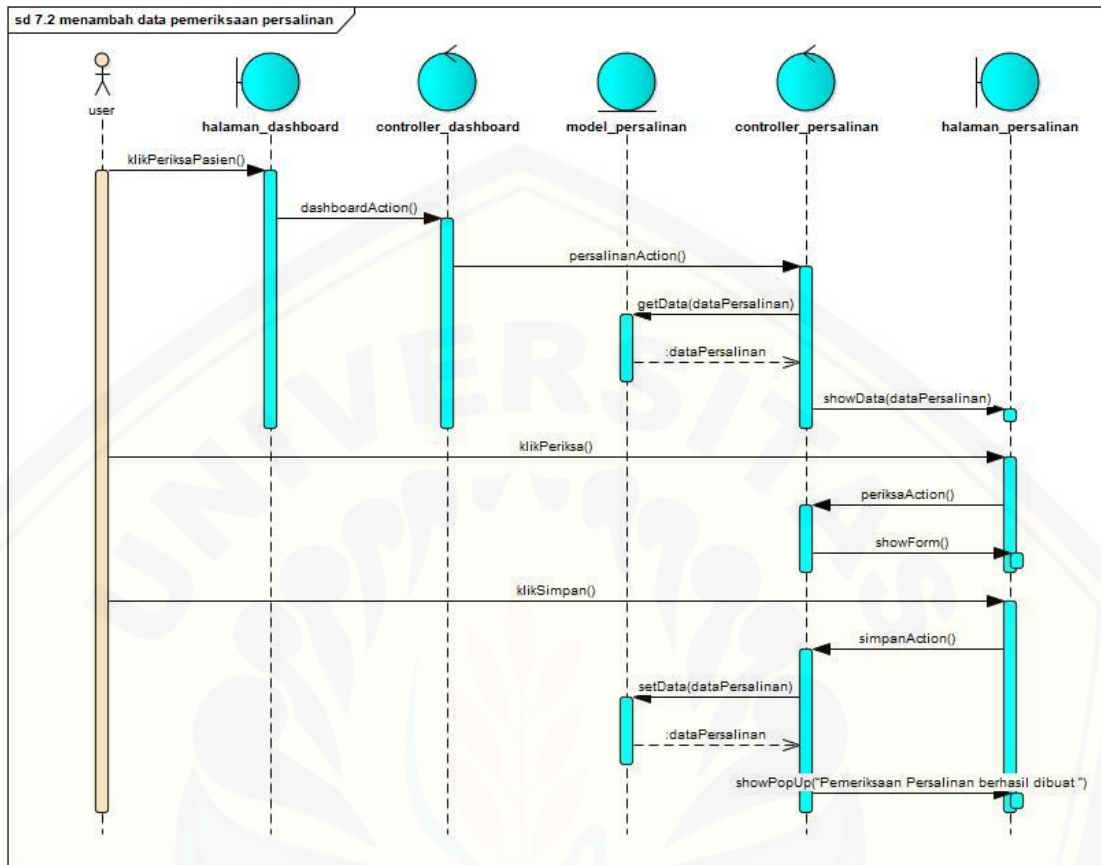 sd 7.2 menambah data pemeriksaan persalinan
user
halaman_dashboard
controller_dashboard
model_persalinan
controller_persalinan
halaman_persalinan
klikPeriksaPasien()
dashboardAction()
persalinanAction()
getData(dataPersalinan)
:dataPersalinan
showData(dataPersalinan)
klikPeriksa()
periksaAction()
showForm()
klikSimpan()
simpanAction()
setData(dataPersalinan)
:dataPersalinan
showPopUp("Pemeriksaan Persalinan berhasil dibuat ")
UNIVERSITAS